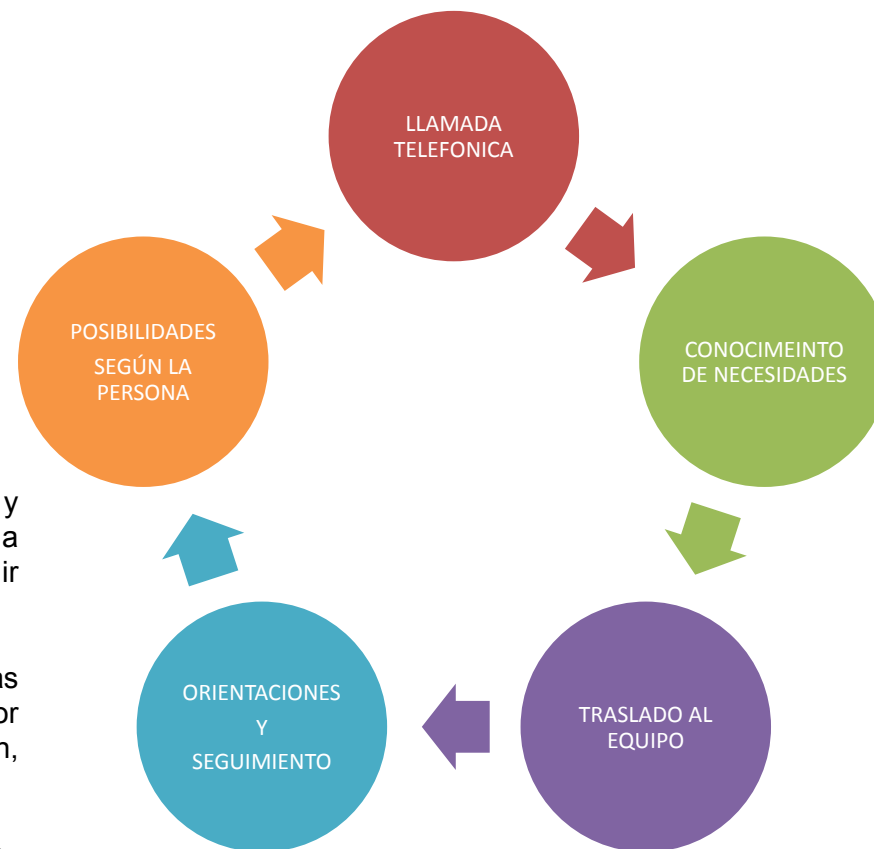 LLAMADA
TELEFONICA
CONOCIMEINTO
DE NECESIDADES
TRASLADO AL
EQUIPO
ORIENTACIONES
Y
SEGUIMIENTO
POSIBILIDADES
SEGÚN LA
PERSONA
y
a
ir
as
or
n,